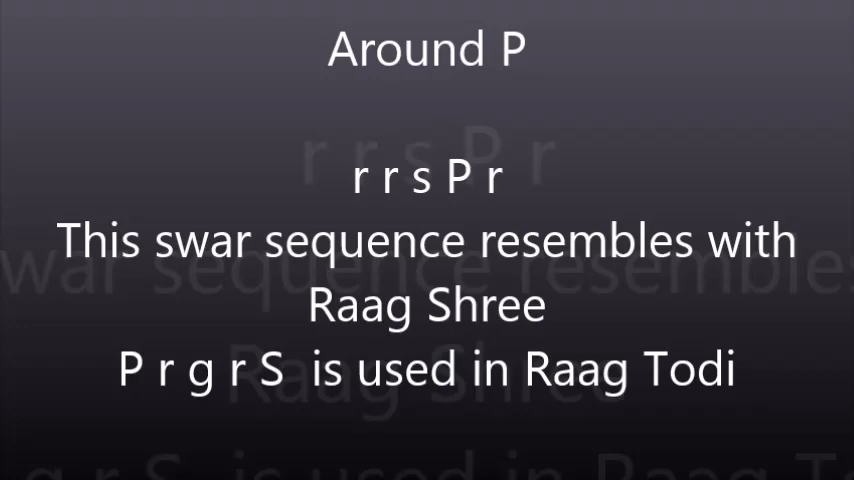 Around P
r r s P r
This swar sequence resembles with
Raag Shree
P r g r S is used in Raag Todi